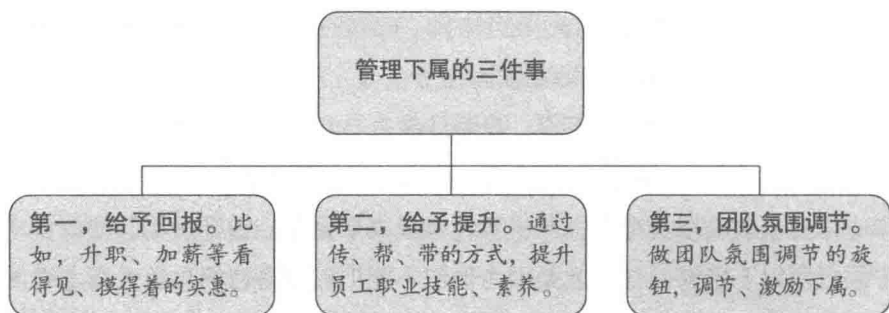 管理下属的三件事
第一，给予回报。比
如，升职、加薪等看
得见、摸得着的实惠。
第二，给予提升。通过
传、帮、带的方式，提升
员工职业技能、素养。
第三，团队氛围调节。
做团队氛围调节的旋
钮，调节、激励下属。